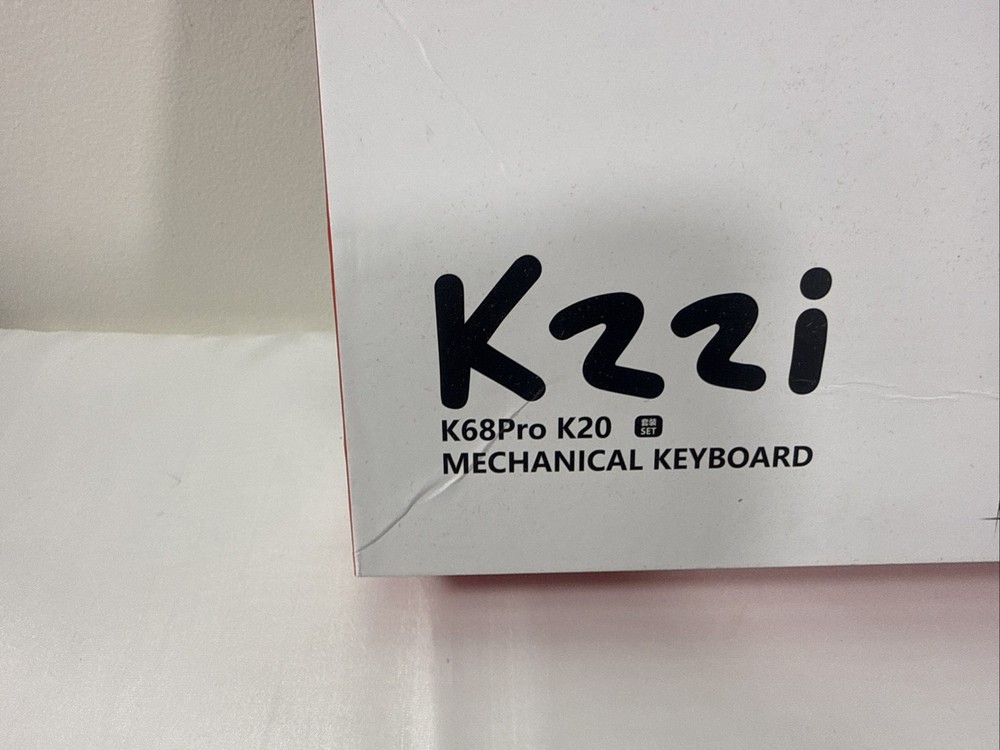 Kzzi
K68Pro K20 套装 SET
MECHANICAL KEYBOARD